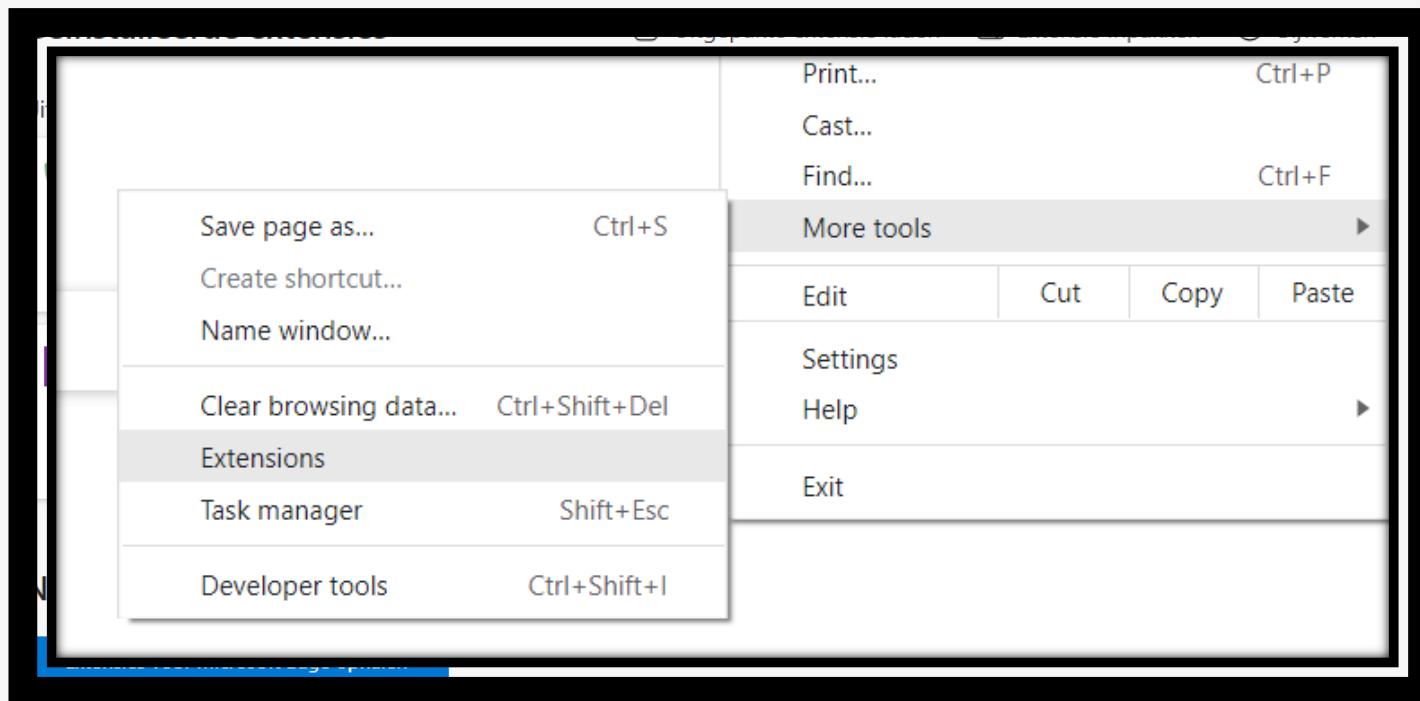 Print... Ctrl+P
Cast...
Find... Ctrl+F
More tools
Edit Cut Copy Paste
Settings
Help
Exit
Save page as... Ctrl+S
Create shortcut...
Name window...
Clear browsing data... Ctrl+Shift+Del
Extensions
Task manager Shift+Esc
Developer tools Ctrl+Shift+I